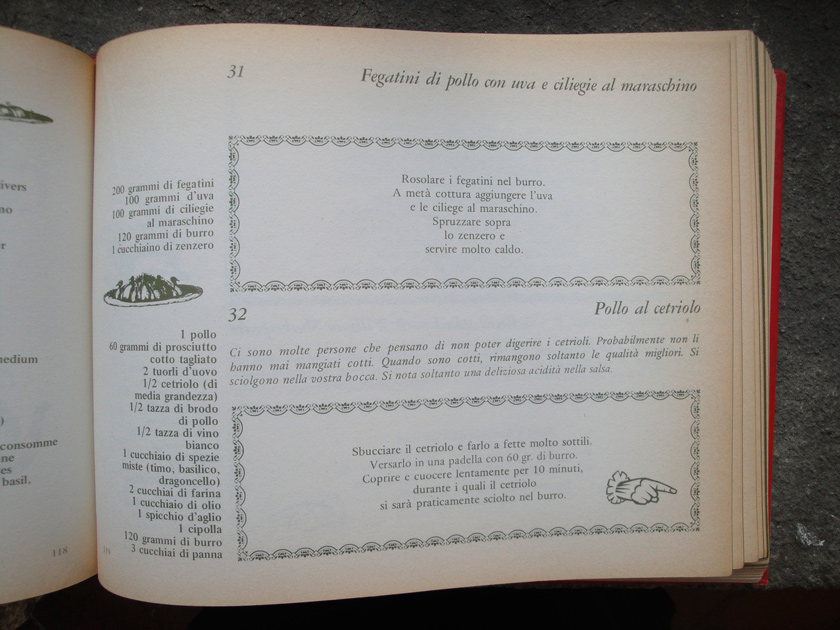 ivers
no
er
medium
)
consomme
ine
es
basil.
118
31
Fegatini di pollo con uva e ciliegie al maraschino
200 grammi di fegatini
100 grammi d'uva
100 grammi di ciliegie
al maraschino
120 grammi di burro
1 cucchiaino di zenzero
Rosolare i fegatini nel burro.
A metà cottura aggiungere l'uva
e le ciliege al maraschino.
Spruzzare sopra
lo zenzero e
servire molto caldo.
32
Pollo al cetriolo
1 pollo
60 grammi di prosciutto
cotto tagliato
2 tuorli d'uovo
1/2 cetriolo (di
media grandezza)
1/2 tazza di brodo
di pollo
1/2 tazza di vino
bianco
1 cucchiaio di spezie
miste (timo, basilico,
dragoncello)
2 cucchiai di farina
1 cucchiaio di olio
1 spicchio d'aglio
1 cipolla
120 grammi di burro
3 cucchiai di panna
Ci sono molte persone che pensano di non poter digerire i cetrioli. Probabilmente non li
hanno mai mangiati cotti. Quando sono cotti, rimangono soltanto le qualità migliori. Si
sciolgono nella vostra bocca. Si nota soltanto una deliziosa acidità nella salsa.
Sbucciare il cetriolo e farlo a fette molto sottili.
Versarlo in una padella con 60 gr. di burro.
Coprire e cuocere lentamente per 10 minuti,
durante i quali il cetriolo
si sarà praticamente sciolto nel burro.